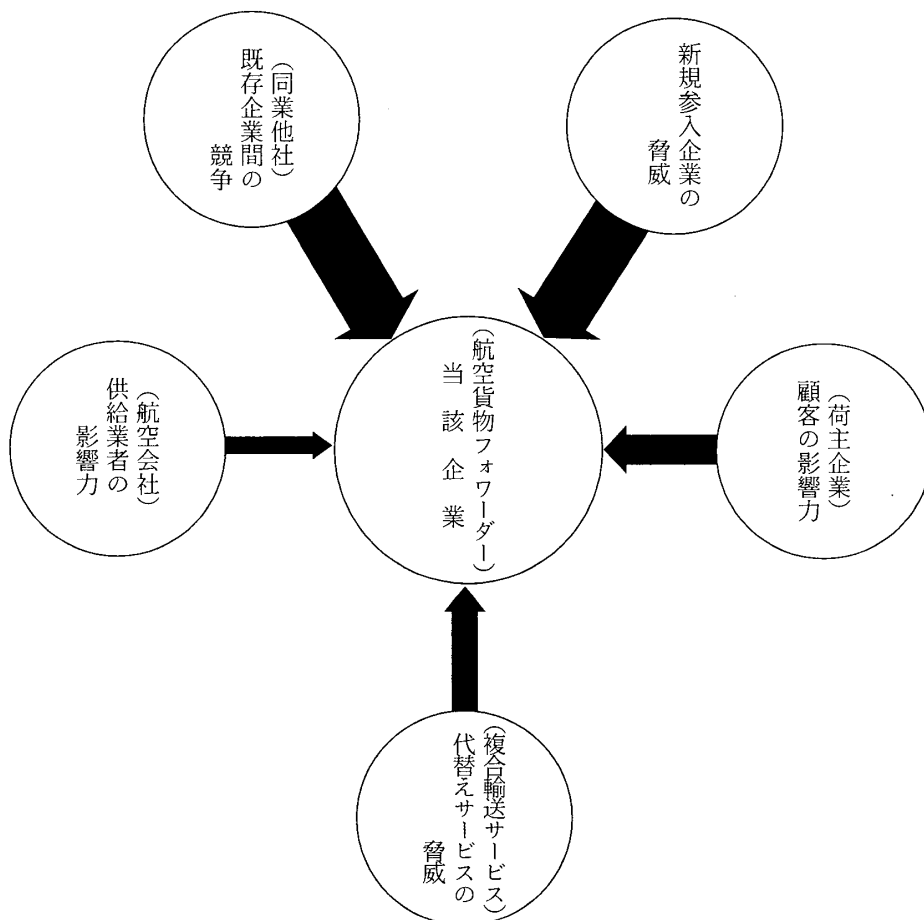 新規参入企業の
脅威
(同業他社)
既存企業間の
競争
(荷主企業)
顧客の影響力
(航空貨物フォワーダー)
当該企業
(航空会社)
供給業者の
影響力
(複合輸送サービス)
代替えサービスの
脅威